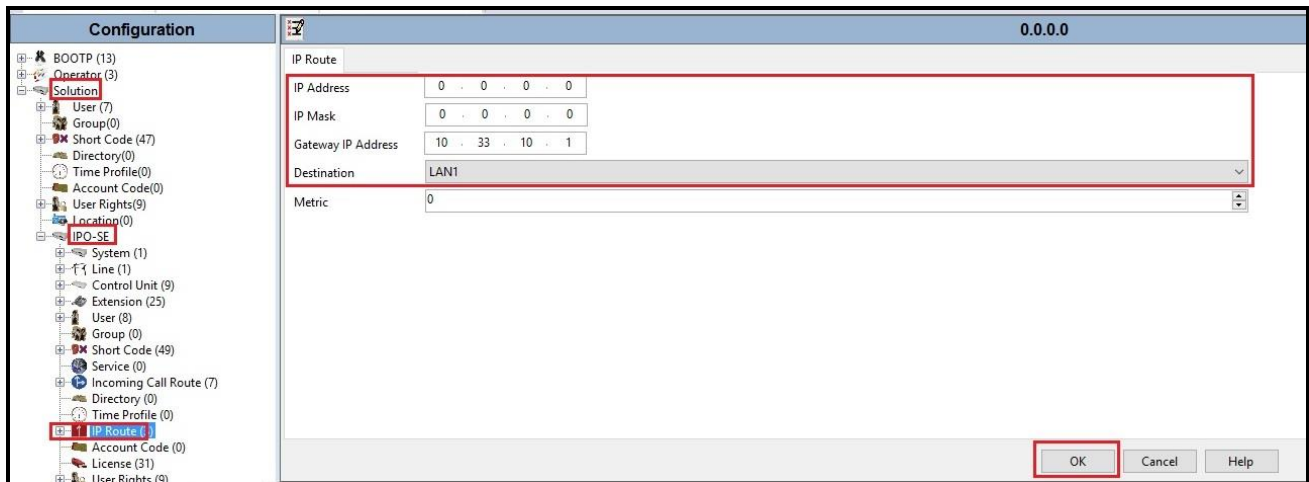 Configuration
BOOTP (13)
Operator (3)
Solution
User (7)
Group(0)
Short Code (47)
Directory(0)
Time Profile(0)
Account Code(0)
User Rights(9)
Location(0)
IPO-SE
System (1)
Line (1)
Control Unit (9)
Extension (25)
User (8)
Group (0)
Short Code (49)
Service (0)
Incoming Call Route (7)
Directory (0)
Time Profile (0)
IP Route
Account Code (0)
License (31)
User Rights (9)
0.0.0.0
IP Route
IP Address 0 . 0 . 0 . 0
IP Mask 0 . 0 . 0 . 0
Gateway IP Address 10 . 33 . 10 . 1
Destination LAN1
Metric 0
OK Cancel Help